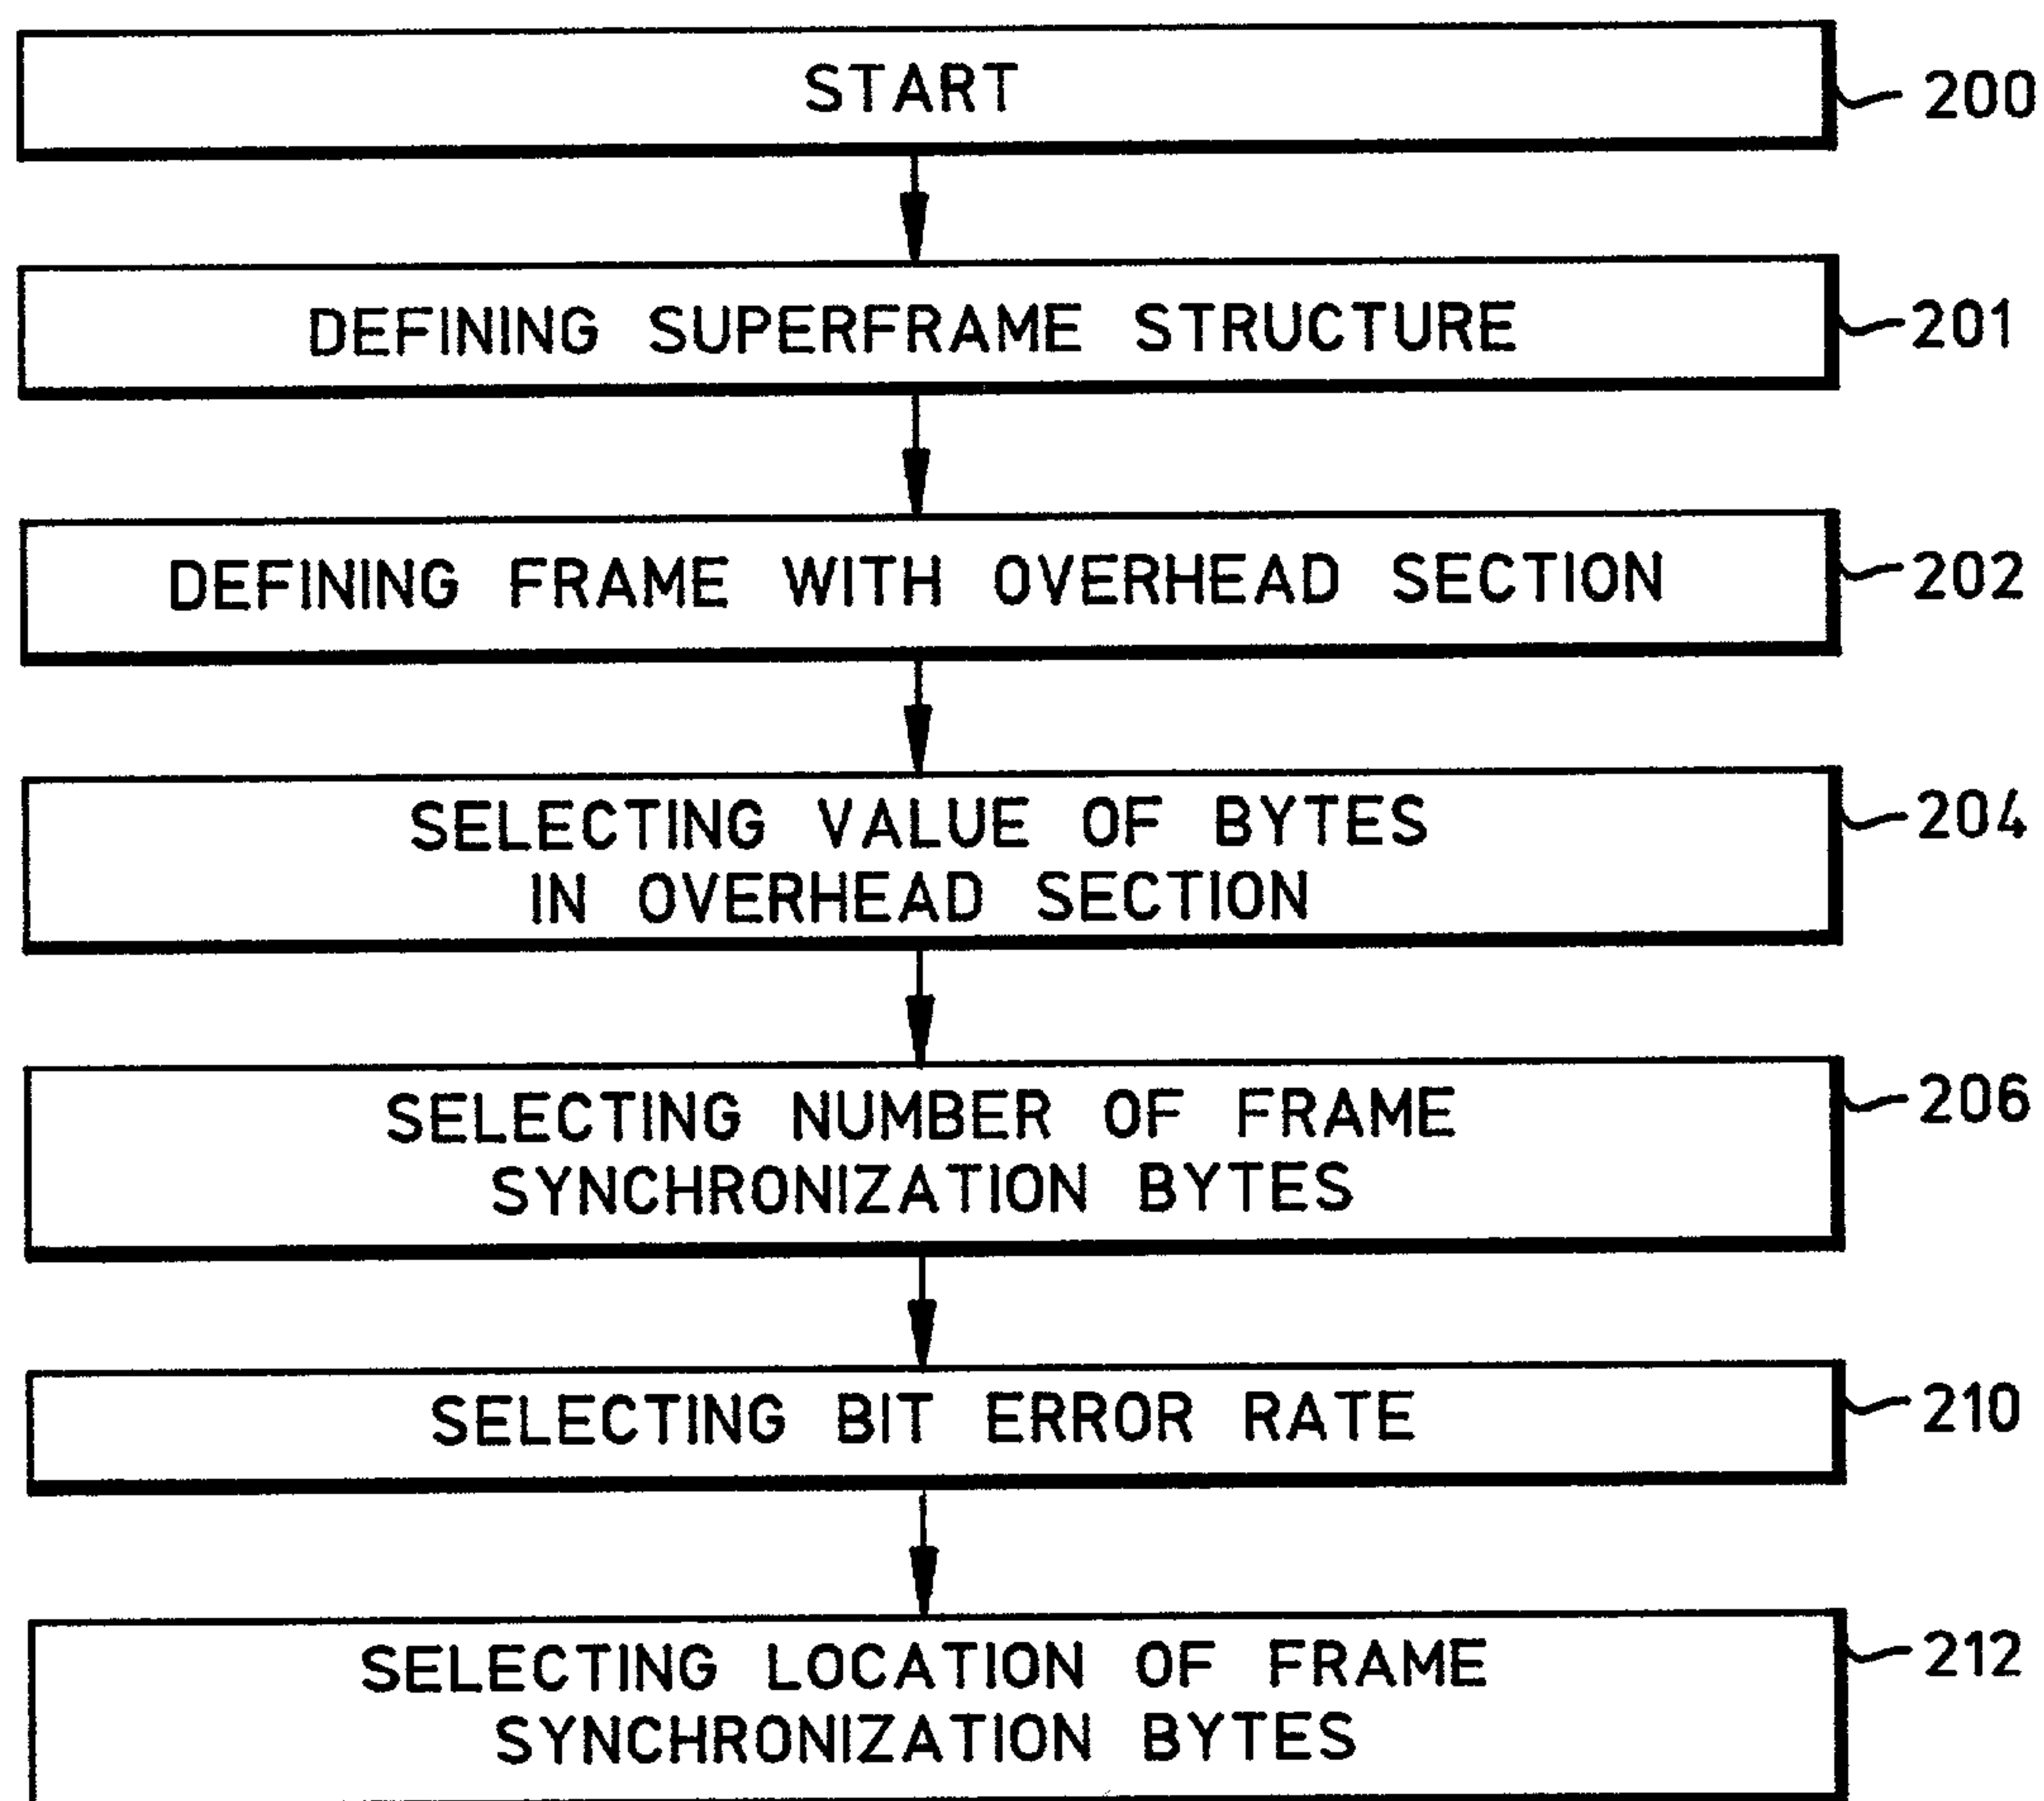 START 200
DEFINING SUPERFRAME STRUCTURE 201
DEFINING FRAME WITH OVERHEAD SECTION 202
SELECTING VALUE OF BYTES 204
IN OVERHEAD SECTION
SELECTING NUMBER OF FRAME 206
SYNCHRONIZATION BYTES
SELECTING BIT ERROR RATE 210
SELECTING LOCATION OF FRAME 212
SYNCHRONIZATION BYTES